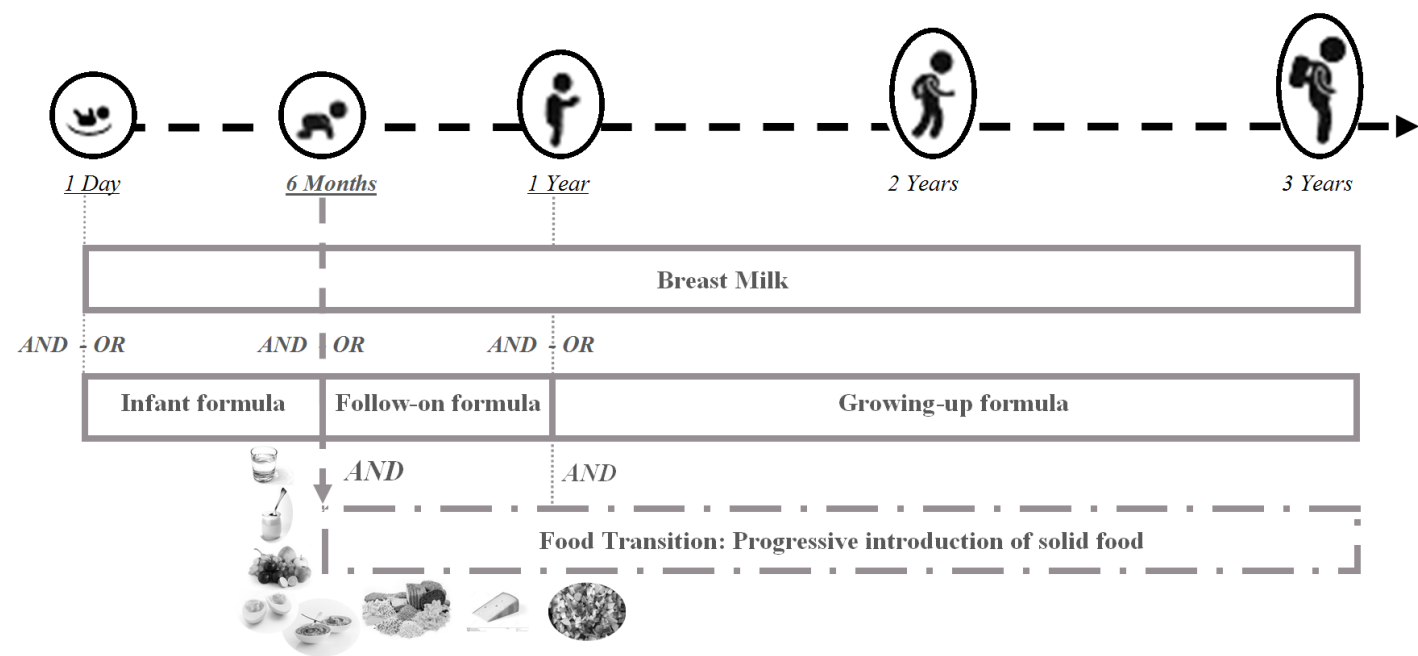 1 Day
6 Months
1 Year
2 Years
3 Years
Breast Milk
AND - OR
AND - OR
AND - OR
Infant formula
Follow-on formula
Growing-up formula
AND
AND
Food Transition: Progressive introduction of solid food